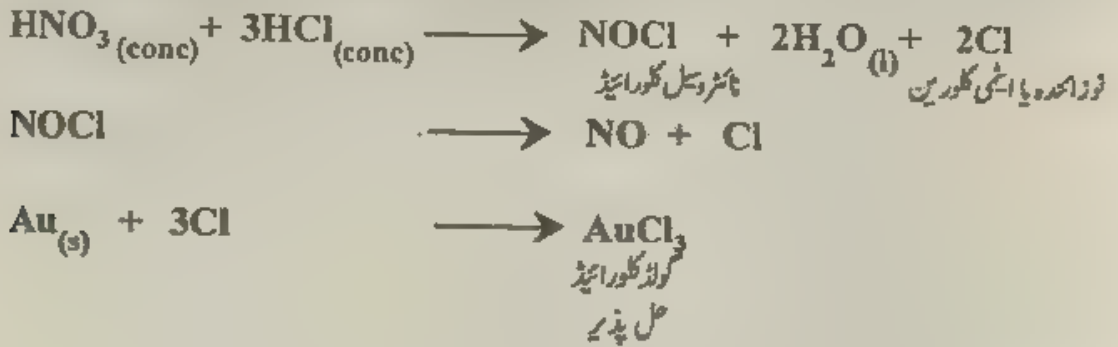 HNO₃(conc) + 3HCl(conc) ⟶ NOCl + 2H₂O(l) + 2Cl
نائٹروسل کلورائیڈ نوزائدہ یا ایٹمی کلورین
NOCl ⟶ NO + Cl
Au(s) + 3Cl ⟶ AuCl₃
گولڈ کلورائیڈ
حل پذیر